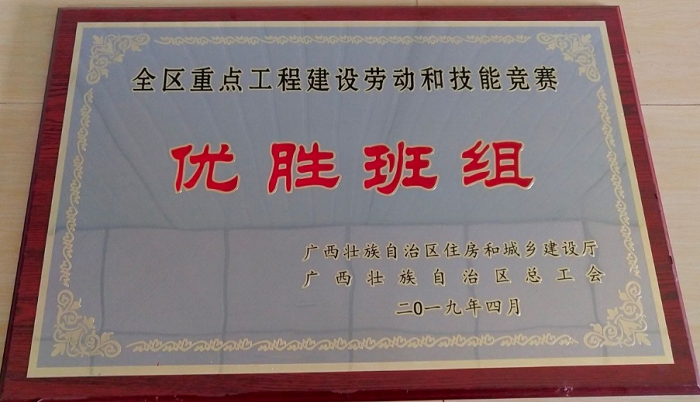 全区重点工程建设劳动和技能竞赛
优胜班组
广西壮族自治区住房和城乡建设厅
广西壮族自治区总工会
二0一九年四月